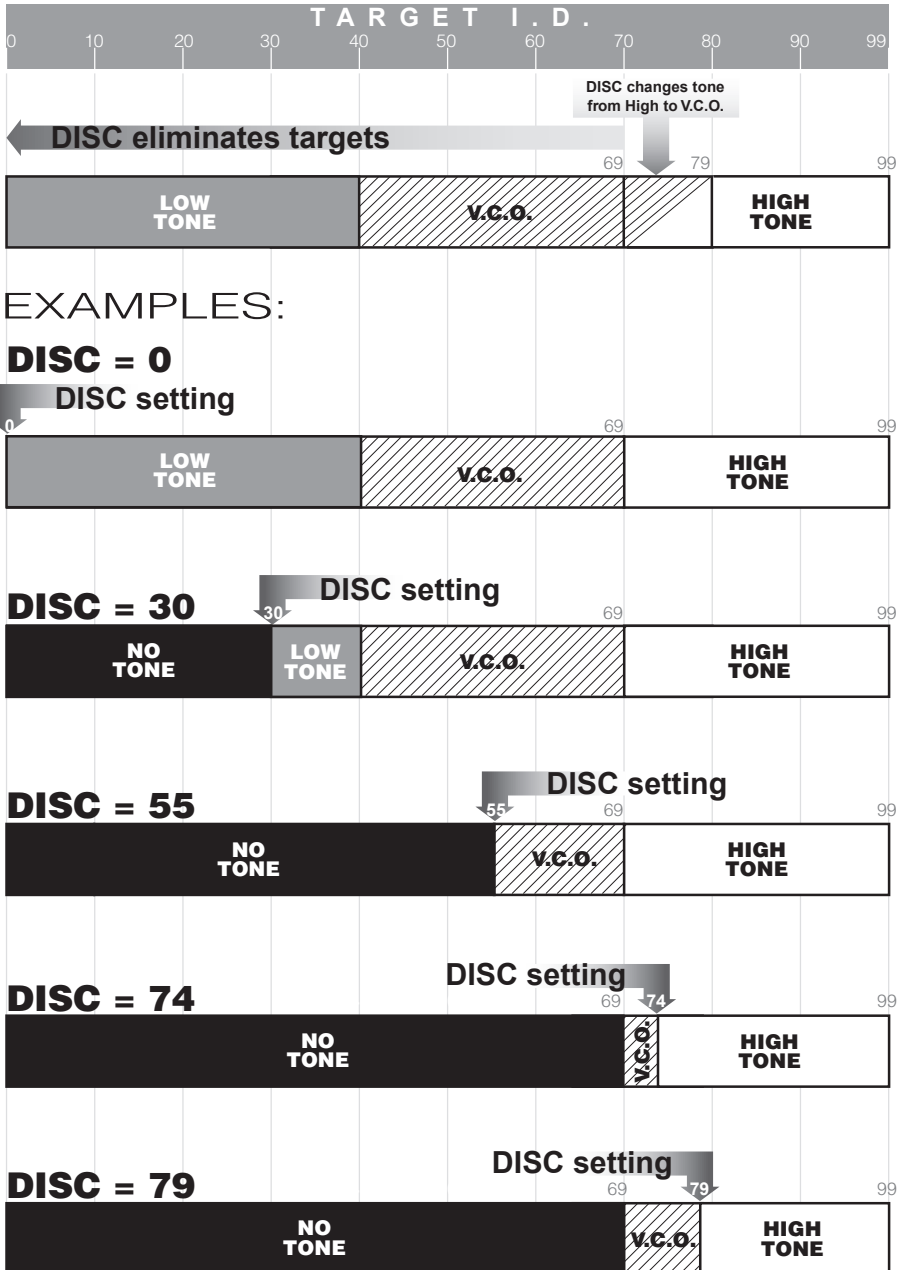 TARGET I.D.
0 10 20 30 40 50 60 70 80 90 99
DISC changes tone
from High to V.C.O.
DISC eliminates targets
69 79 99
LOW
TONE
V.C.O.
HIGH
TONE
EXAMPLES:
DISC = 0
DISC setting
0
69 99
LOW
TONE
V.C.O.
HIGH
TONE
DISC = 30
DISC setting
30
69 99
NO
TONE
LOW
TONE
V.C.O.
HIGH
TONE
DISC = 55
DISC setting
55
69 99
NO
TONE
V.C.O.
HIGH
TONE
DISC = 74
DISC setting
69 74 99
NO
TONE
V.C.O.
HIGH
TONE
DISC = 79
DISC setting
69 79 99
NO
TONE
V.C.O.
HIGH
TONE